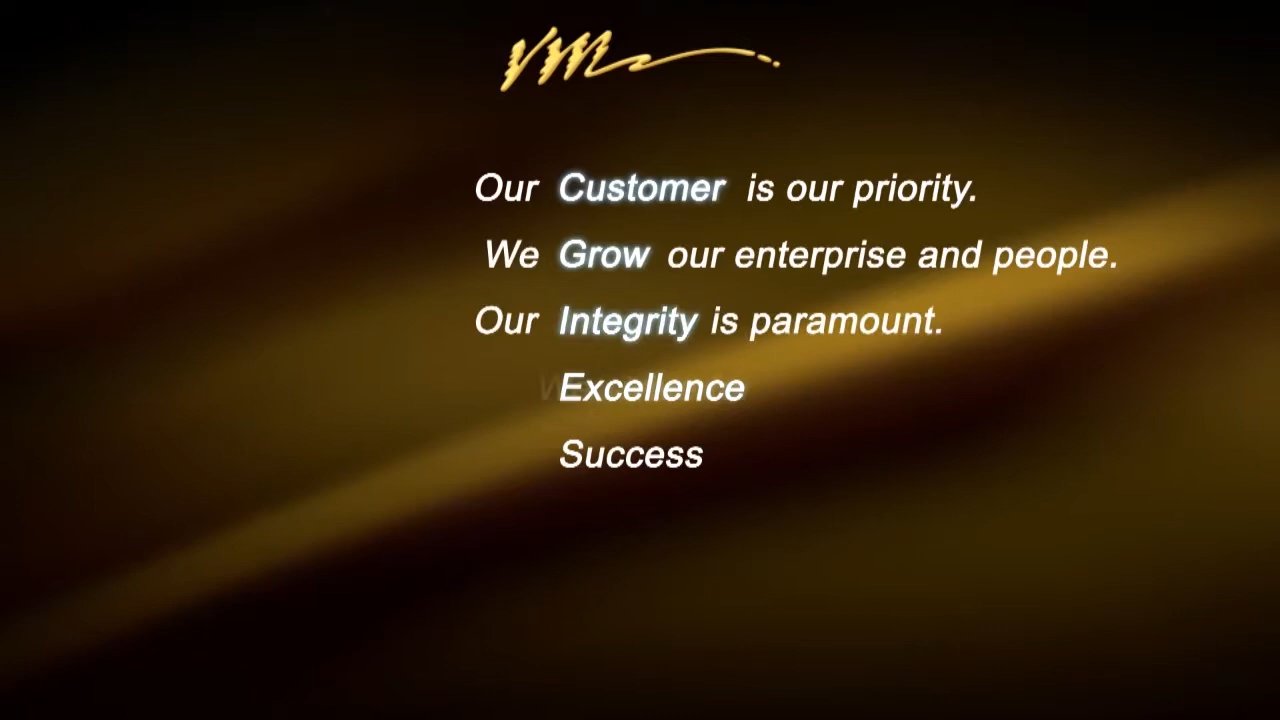 Our Customer is our priority.
We Grow our enterprise and people.
Our Integrity is paramount.
Excellence
Success